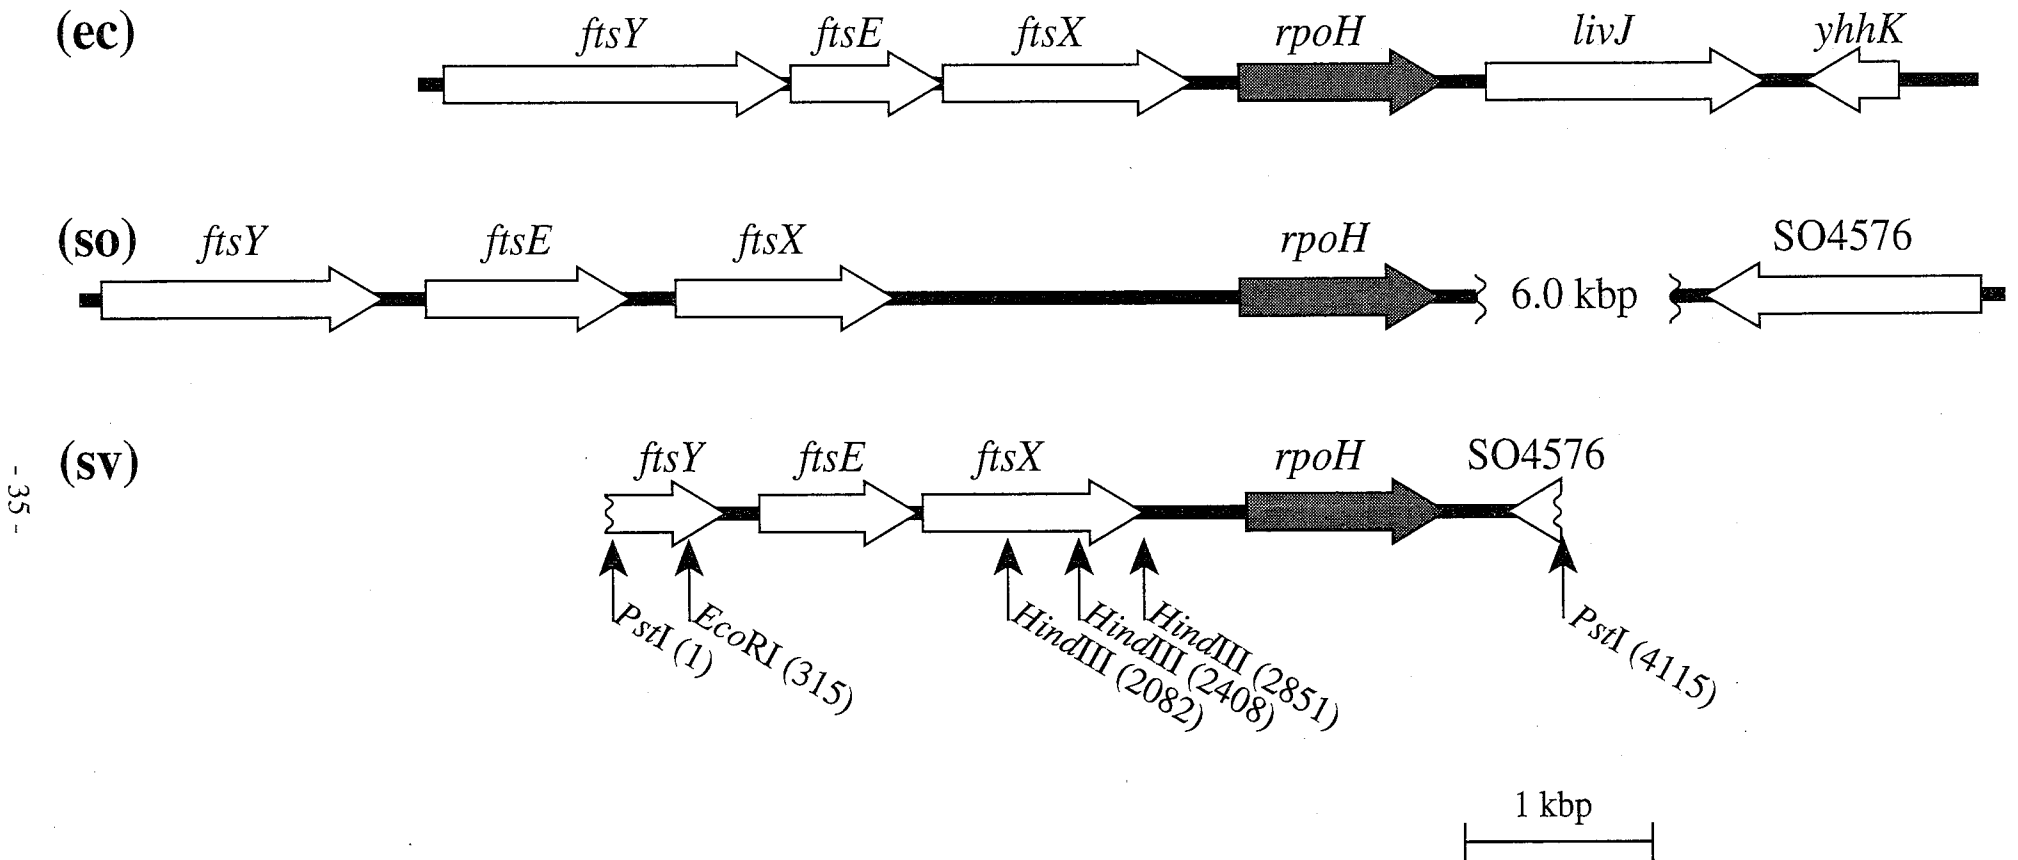 (ec) ftsY ftsE ftsX rpoH livJ yhhK
(so) ftsY ftsE ftsX rpoH SO4576
6.0 kbp
(sv) ftsY ftsE ftsX rpoH SO4576
PstI (1)
EcoRI (315)
HindIII (2082)
HindIII (2408)
HindIII (2851)
PstI (4115)
1 kbp
- 35 -